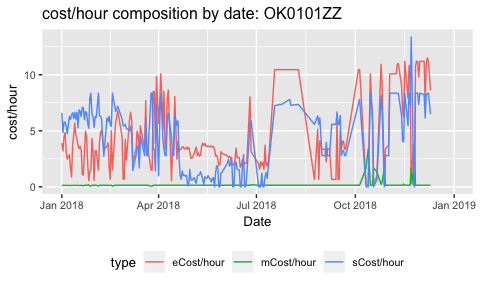 cost/hour composition by date: OK0101ZZ
cost/hour
10
5
0
Jan 2018 Apr 2018 Jul 2018 Oct 2018 Jan 2019
Date
type eCost/hour mCost/hour sCost/hour